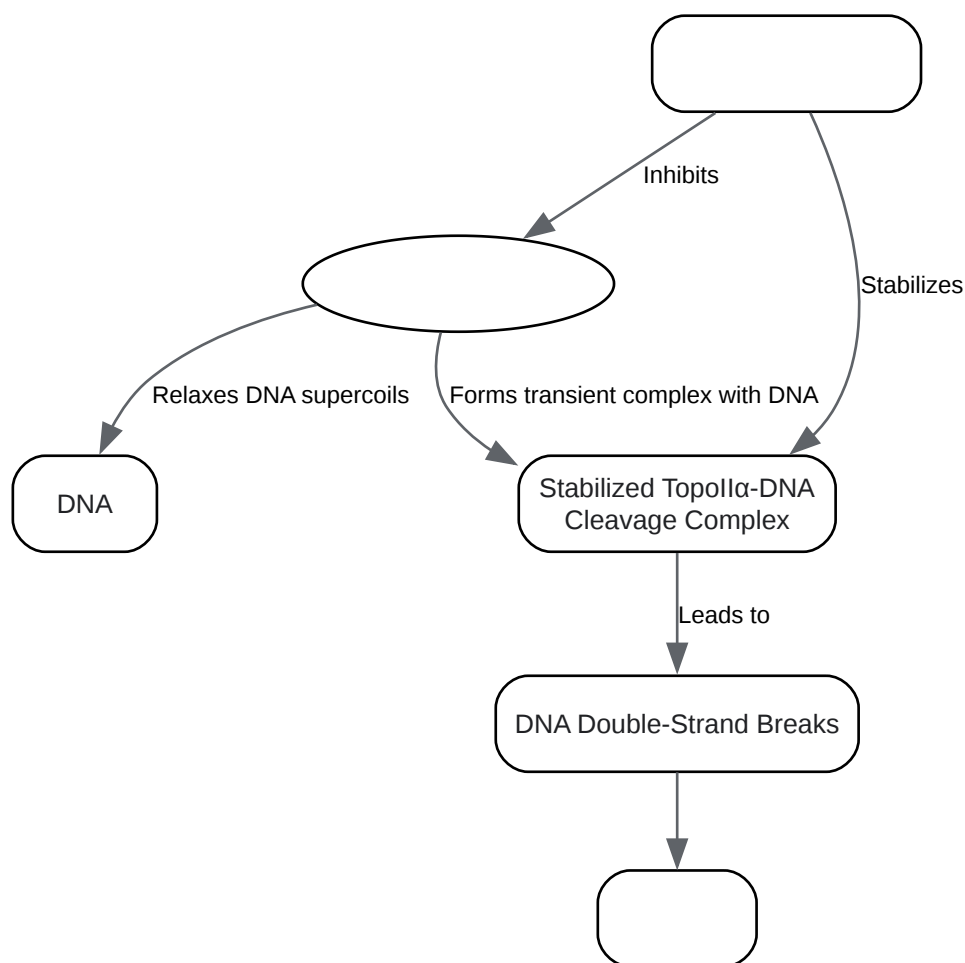 Inhibits
Stabilizes
Relaxes DNA supercoils
Forms transient complex with DNA
DNA
Stabilized TopoIIα-DNA
Cleavage Complex
Leads to
DNA Double-Strand Breaks